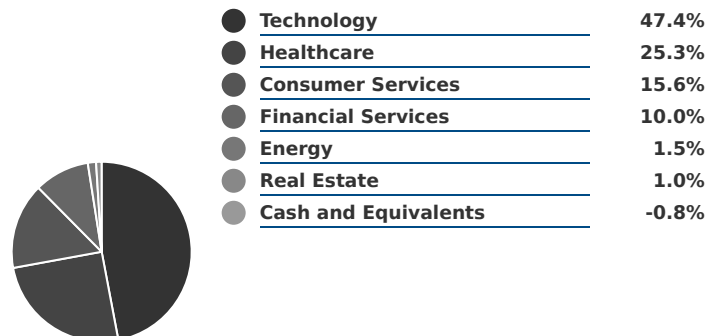 Technology 47.4%
Healthcare 25.3%
Consumer Services 15.6%
Financial Services 10.0%
Energy 1.5%
Real Estate 1.0%
Cash and Equivalents -0.8%